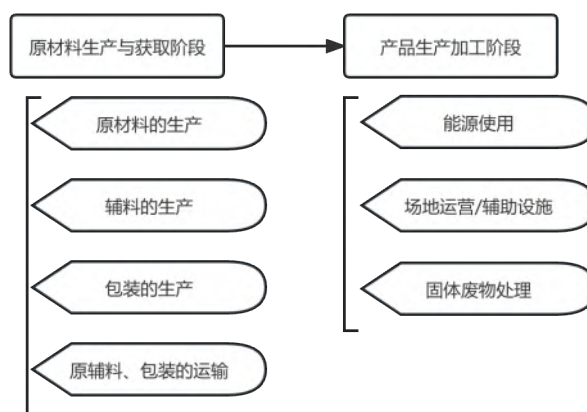 原材料生产与获取阶段
产品生产加工阶段
原材料的生产
辅料的生产
包装的生产
原辅料、包装的运输
能源使用
场地运营/辅助设施
固体废物处理